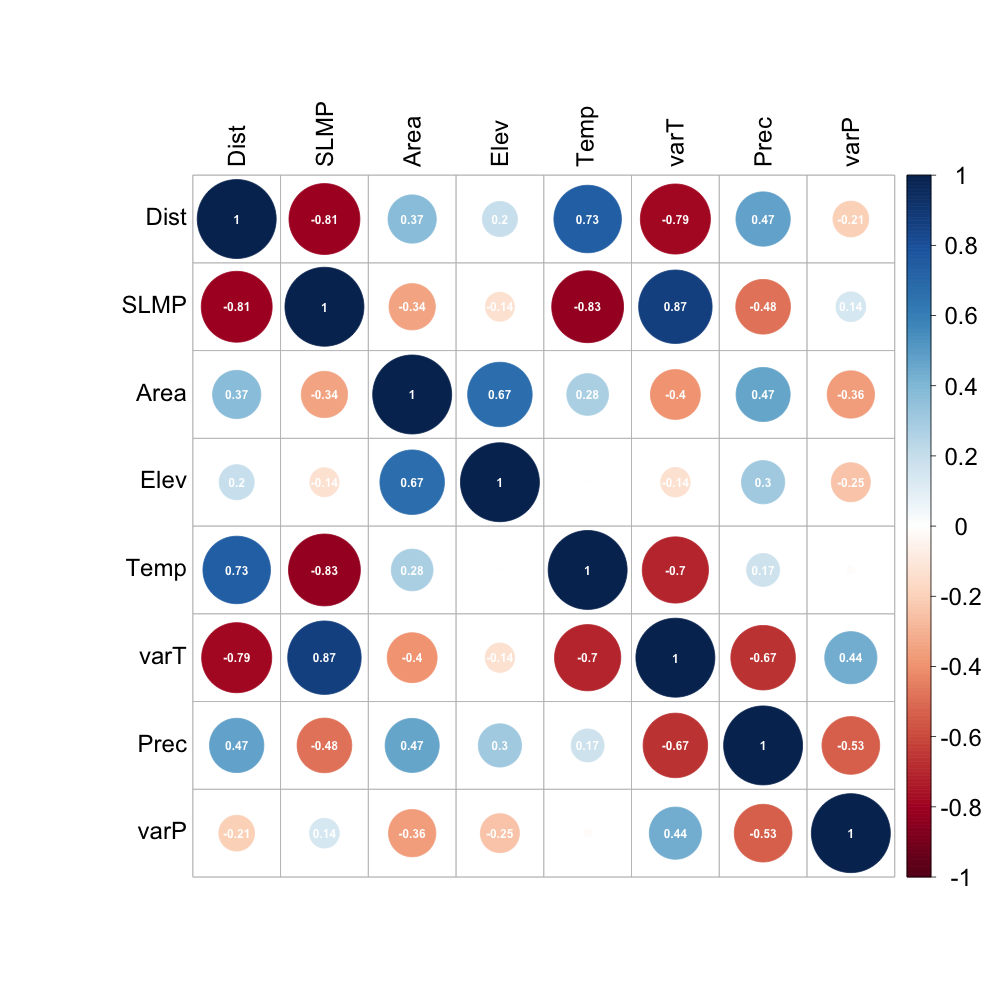 Dist SLMP Area Elev Temp varT Prec varP
Dist 1 -0.81 0.37 0.2 0.73 -0.79 0.47 -0.21
SLMP -0.81 1 -0.34 -0.14 -0.83 0.87 -0.48 0.14
Area 0.37 -0.34 1 0.67 0.28 -0.4 0.47 -0.36
Elev 0.2 -0.14 0.67 1 -0.14 0.3 -0.25
Temp 0.73 -0.83 0.28 1 -0.7 0.17
varT -0.79 0.87 -0.4 -0.14 -0.7 1 -0.67 0.44
Prec 0.47 -0.48 0.47 0.3 0.17 -0.67 1 -0.53
varP -0.21 0.14 -0.36 -0.25 0.44 -0.53 1
1
0.8
0.6
0.4
0.2
0
-0.2
-0.4
-0.6
-0.8
-1